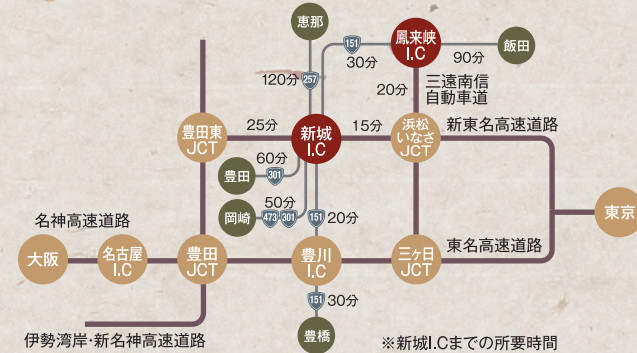 恵那
151
30分
鳳来峡
I.C
90分
飯田
120分
257
20分
三遠南信
自動車道
豊田東
JCT
25分
新城
I.C
15分
浜松
いなさ
JCT
新東名高速道路
60分
豊田
301
50分
岡崎
473
301
151
20分
東京
名神高速道路
大阪
名古屋
I.C
豊田
JCT
豊川
I.C
三ヶ日
JCT
東名高速道路
151
30分
豊橋
伊勢湾岸・新名神高速道路
※新城I.Cまでの所要時間